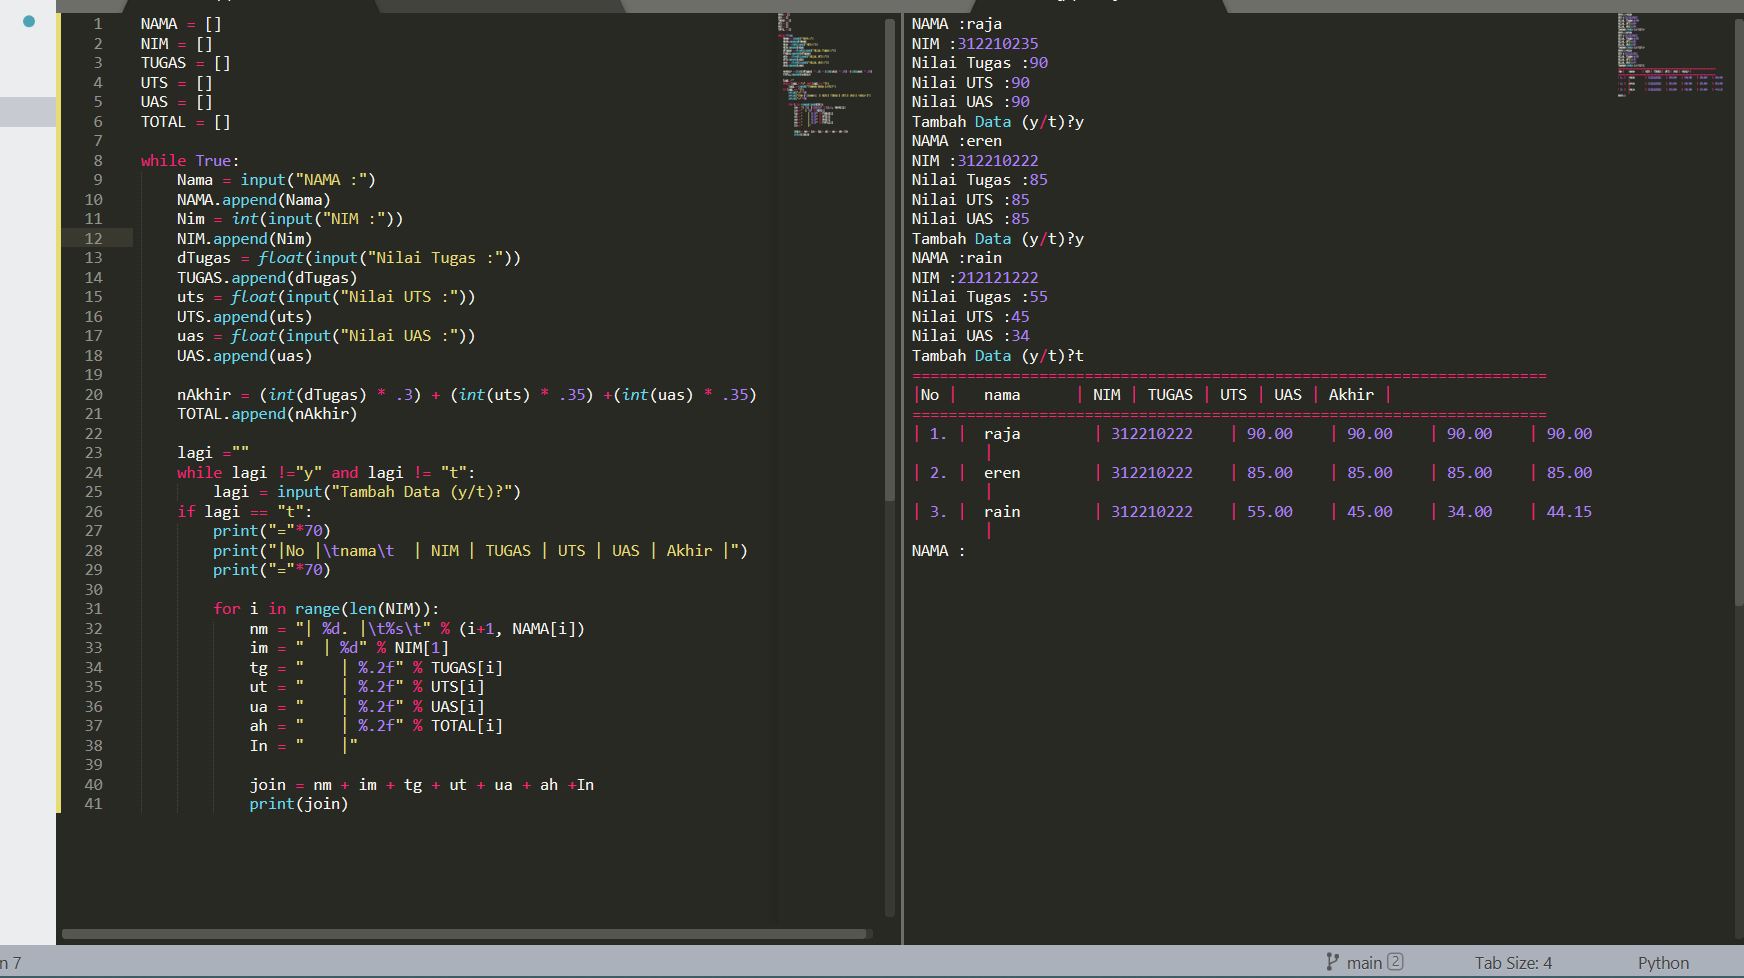 1 NAMA = []
2 NIM = []
3 TUGAS = []
4 UTS = []
5 UAS = []
6 TOTAL = []
7
8 while True:
9 Nama = input("NAMA :")
10 NAMA.append(Nama)
11 Nim = int(input("NIM :"))
12 NIM.append(Nim)
13 dTugas = float(input("Nilai Tugas :"))
14 TUGAS.append(dTugas)
15 uts = float(input("Nilai UTS :"))
16 UTS.append(uts)
17 uas = float(input("Nilai UAS :"))
18 UAS.append(uas)
19
20 nAkhir = (int(dTugas) * .3) + (int(uts) * .35) +(int(uas) * .35)
21 TOTAL.append(nAkhir)
22
23 lagi =""
24 while lagi !="y" and lagi != "t":
25 lagi = input("Tambah Data (y/t)?")
26 if lagi == "t":
27 print("="*70)
28 print("|No |\tnama\t  | NIM | TUGAS | UTS | UAS | Akhir |")
29 print("="*70)
30
31 for i in range(len(NIM)):
32 nm = "| %d. |\t%s\t" % (i+1, NAMA[i])
33 im = "  | %d" % NIM[1]
34 tg = "    | %.2f" % TUGAS[i]
35 ut = "    | %.2f" % UTS[i]
36 ua = "    | %.2f" % UAS[i]
37 ah = "    | %.2f" % TOTAL[i]
38 In = "    |"
39
40 join = nm + im + tg + ut + ua + ah +In
41 print(join)
NAMA :raja
NIM :312210235
Nilai Tugas :90
Nilai UTS :90
Nilai UAS :90
Tambah Data (y/t)?y
NAMA :eren
NIM :312210222
Nilai Tugas :85
Nilai UTS :85
Nilai UAS :85
Tambah Data (y/t)?y
NAMA :rain
NIM :212121222
Nilai Tugas :55
Nilai UTS :45
Nilai UAS :34
Tambah Data (y/t)?t
======================================================================
|No |   nama      | NIM | TUGAS | UTS | UAS | Akhir |
======================================================================
| 1. |  raja        | 312210222    | 90.00    | 90.00    | 90.00    | 90.00
|
| 2. |  eren        | 312210222    | 85.00    | 85.00    | 85.00    | 85.00
|
| 3. |  rain        | 312210222    | 55.00    | 45.00    | 34.00    | 44.15
|
NAMA :
n 7
main 2
Tab Size: 4
Python